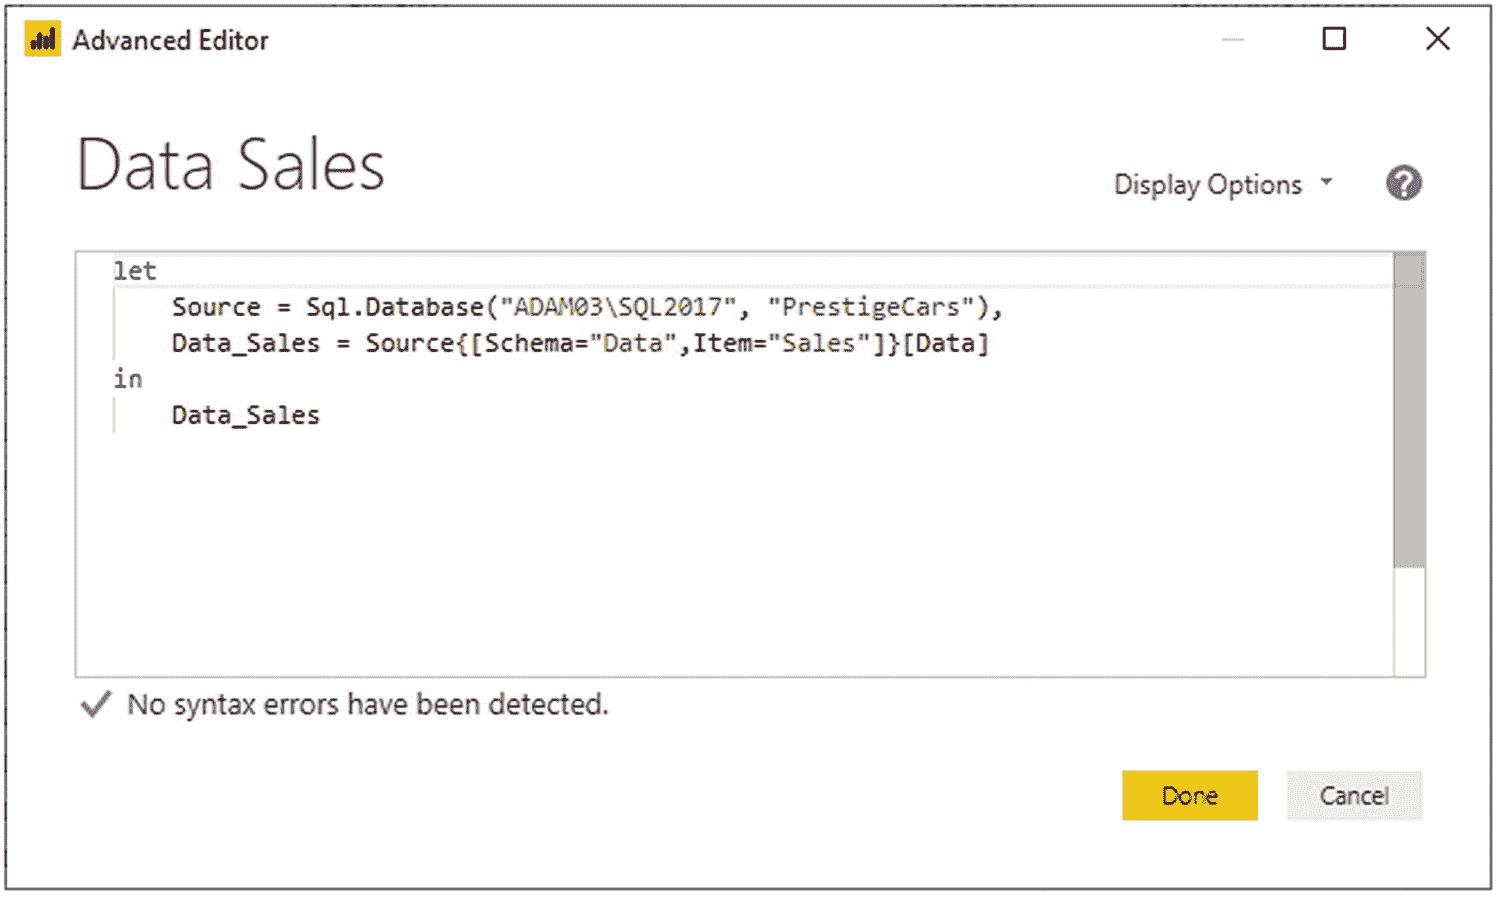 Advanced Editor
Data Sales
Display Options
?
let
Source = Sql.Database("ADAM03\SQL2017", "PrestigeCars"),
Data_Sales = Source{[Schema="Data",Item="Sales"]}[Data]
in
Data_Sales
No syntax errors have been detected.
Done
Cancel